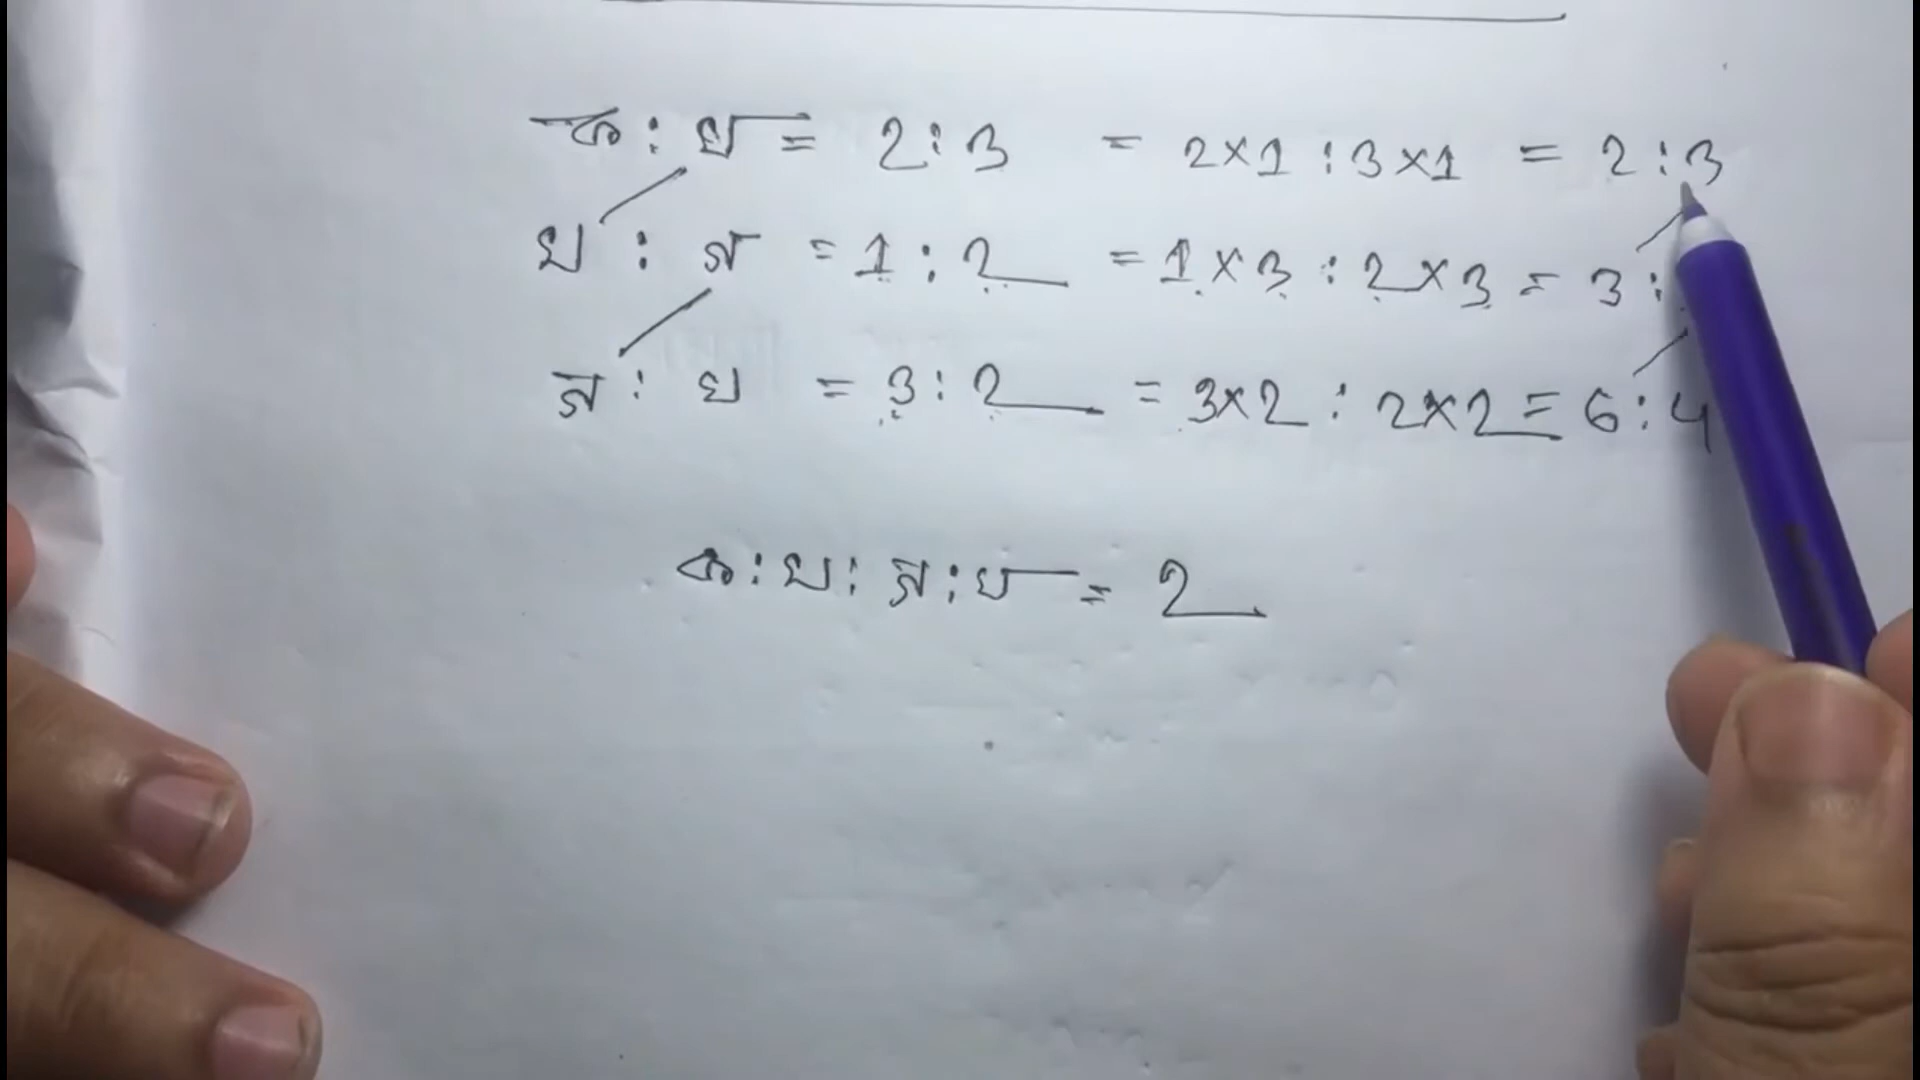 ক : খ = 2 : 3 = 2×1 : 3×1 = 2 : 3
খ : গ = 1 : 2 = 1×3 : 2×3 = 3 :
গ : ঘ = 3 : 2 = 3×2 : 2×2 = 6 : 4
ক : খ : গ : ঘ = 2